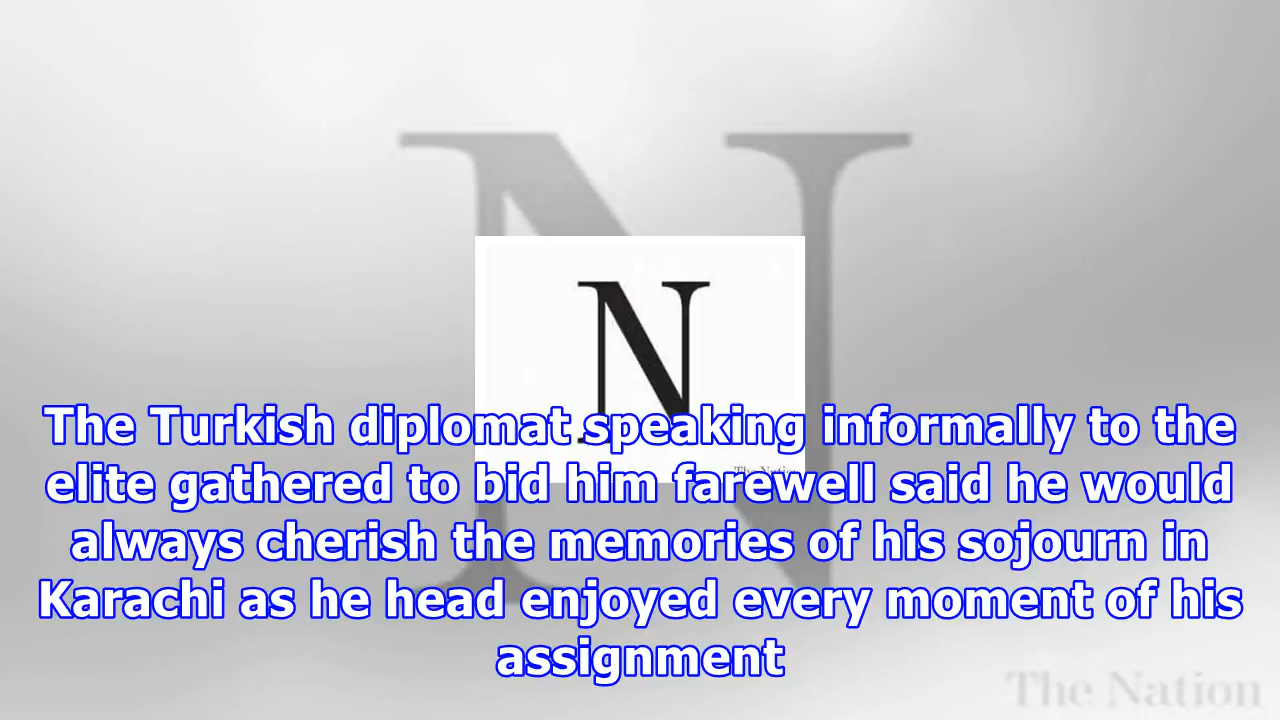 N
N
The Turkish diplomat speaking informally to the
elite gathered to bid him farewell said he would
always cherish the memories of his sojourn in
Karachi as he head enjoyed every moment of his
assignment
The Nation